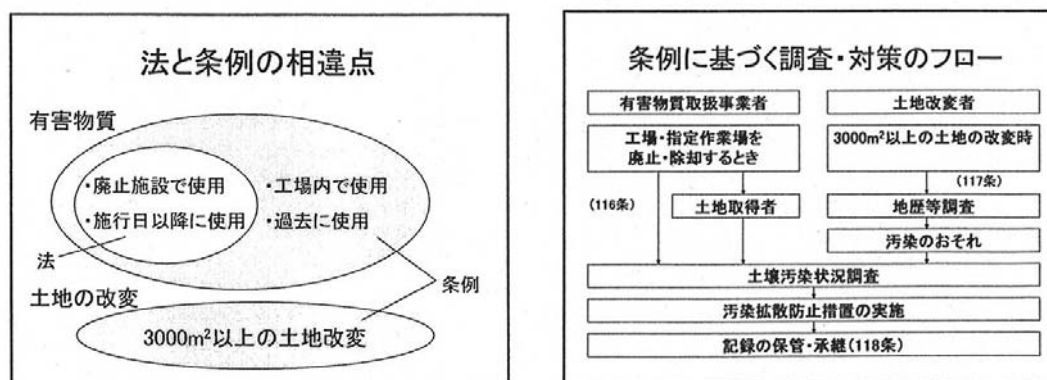 法と条例の相違点
有害物質
・廃止施設で使用
・施行日以降に使用
・工場内で使用
・過去に使用
法
条例
土地の改変
3000m²以上の土地改変
条例に基づく調査・対策のフロー
有害物質取扱事業者
土地改変者
工場・指定作業場を
廃止・除却するとき
3000m²以上の土地の改変時
(116条)
(117条)
土地取得者
地歴等調査
汚染のおそれ
土壌汚染状況調査
汚染拡散防止措置の実施
記録の保管・承継(118条)